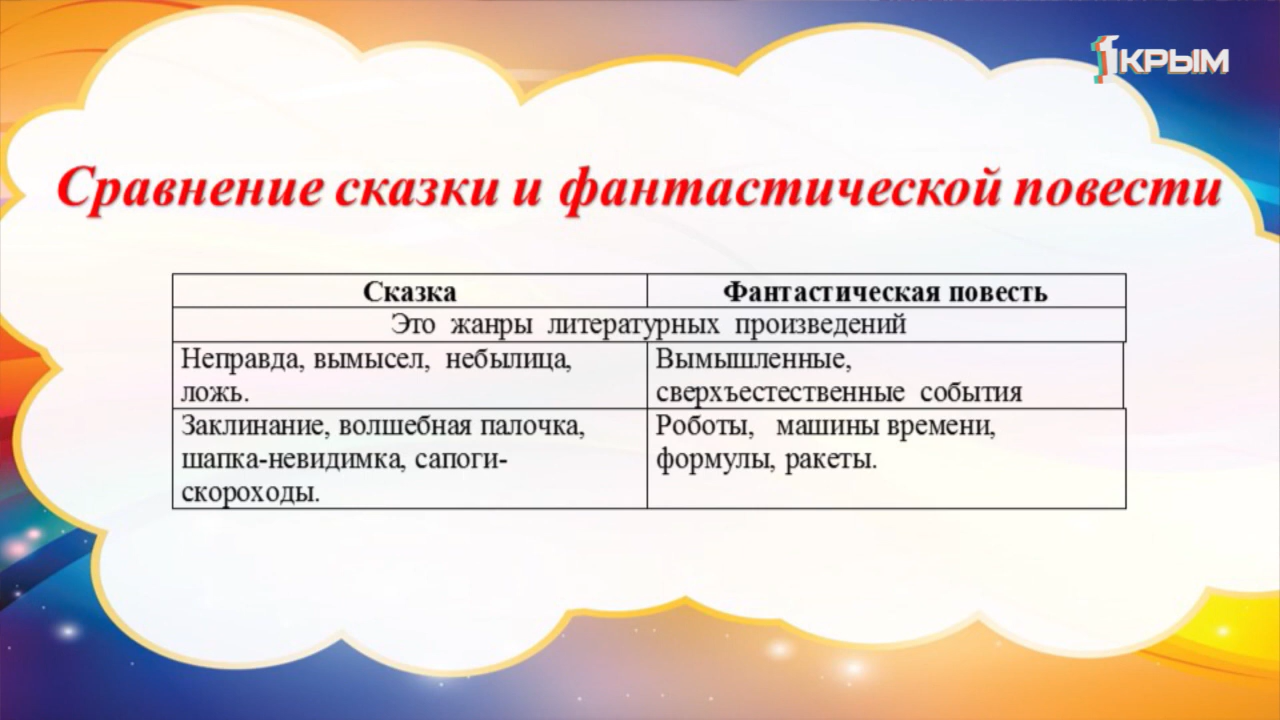 1КРЫМ
Сравнение сказки и фантастической повести
Сказка
Фантастическая повесть
Это жанры литературных произведений
Неправда, вымысел, небылица,
ложь.
Вымышленные,
сверхъестественные события
Заклинание, волшебная палочка,
шапка-невидимка, сапоги-
скороходы.
Роботы, машины времени,
формулы, ракеты.